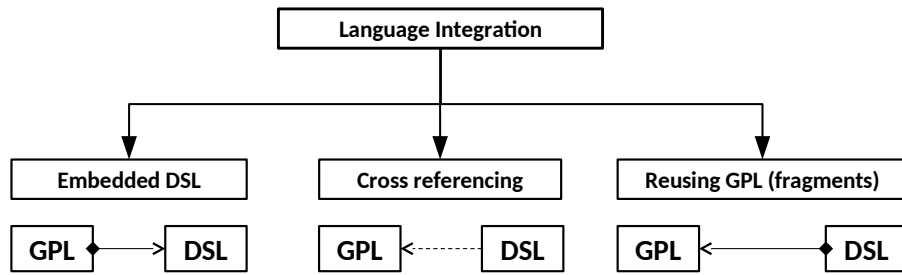 Language Integration
Embedded DSL
Cross referencing
Reusing GPL (fragments)
GPL DSL
GPL DSL
GPL DSL